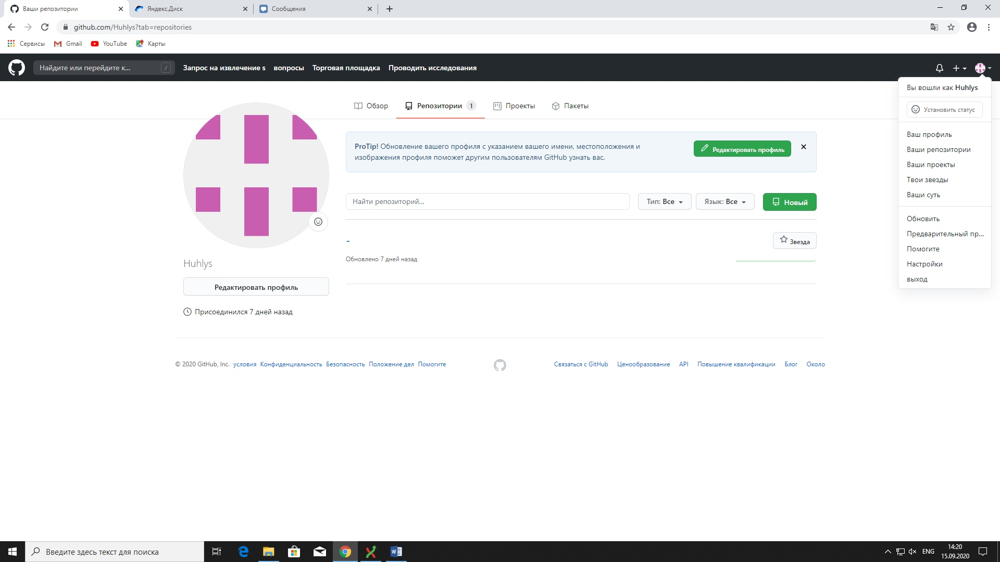 Ваши репозитории
Яндекс.Диск
Сообщения
github.com/Huhlys?tab=repositories
Сервисы
Gmail
YouTube
Карты
Найдите или перейдите к...
/
Запрос на извлечение s
вопросы
Торговая площадка
Проводить исследования
Вы вошли как Huhlys
Установить статус
Ваш профиль
Ваши репозитории
Ваши проекты
Твои звезды
Ваши суть
Обновить
Предварительный пр...
Помогите
Настройки
выход
Обзор
Репозитории 1
Проекты
Пакеты
ProTip! Обновление вашего профиля с указанием вашего имени, местоположения и
изображения профиля поможет другим пользователям GitHub узнать вас.
Редактировать профиль
Найти репозиторий...
Тип: Все
Язык: Все
Новый
-
Звезда
Обновлено 7 дней назад
Huhlys
Редактировать профиль
Присоединился 7 дней назад
© 2020 GitHub, Inc. условия Конфиденциальность Безопасность Положение дел Помогите
Связаться с GitHub Ценообразование API Повышение квалификации Блог Около
Введите здесь текст для поиска
ENG
14:20
15.09.2020